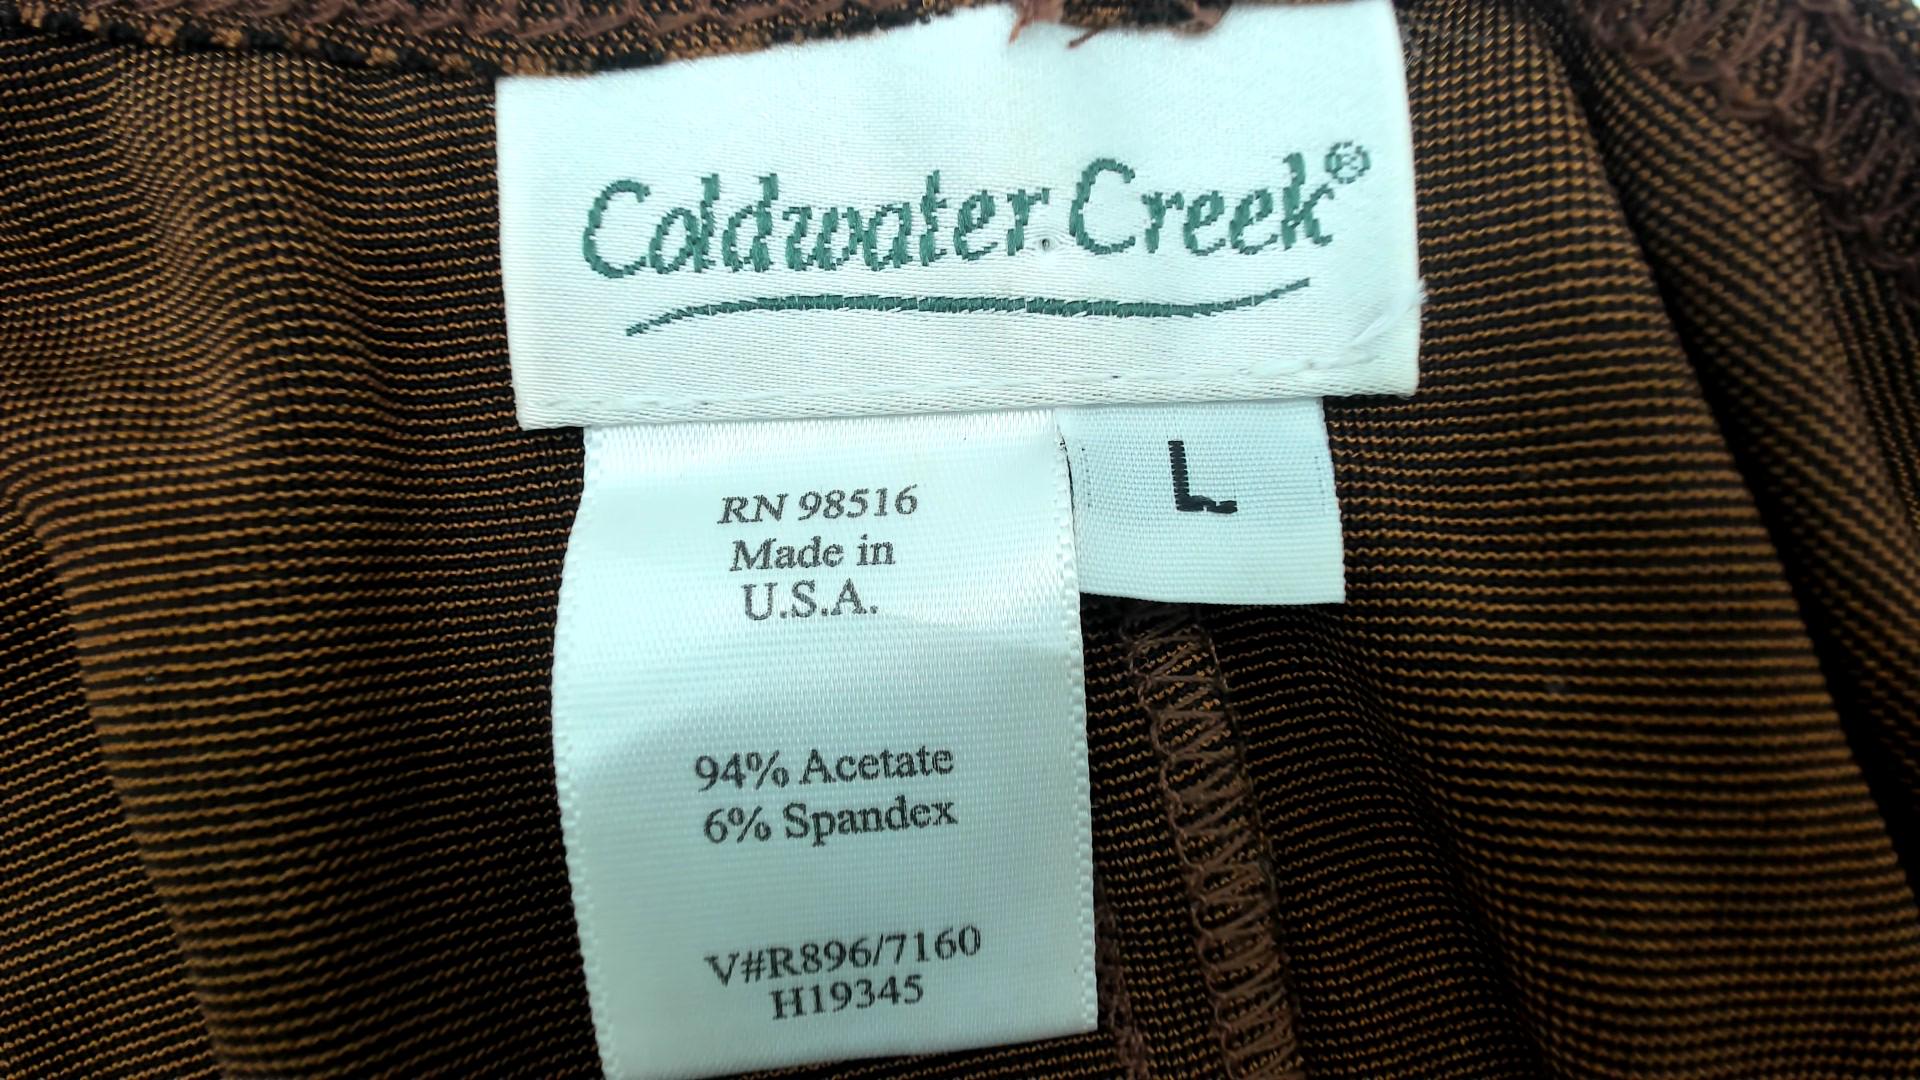 Coldwater Creek®
L
RN 98516
Made in
U.S.A.
94% Acetate
6% Spandex
V#R896/7160
H19345